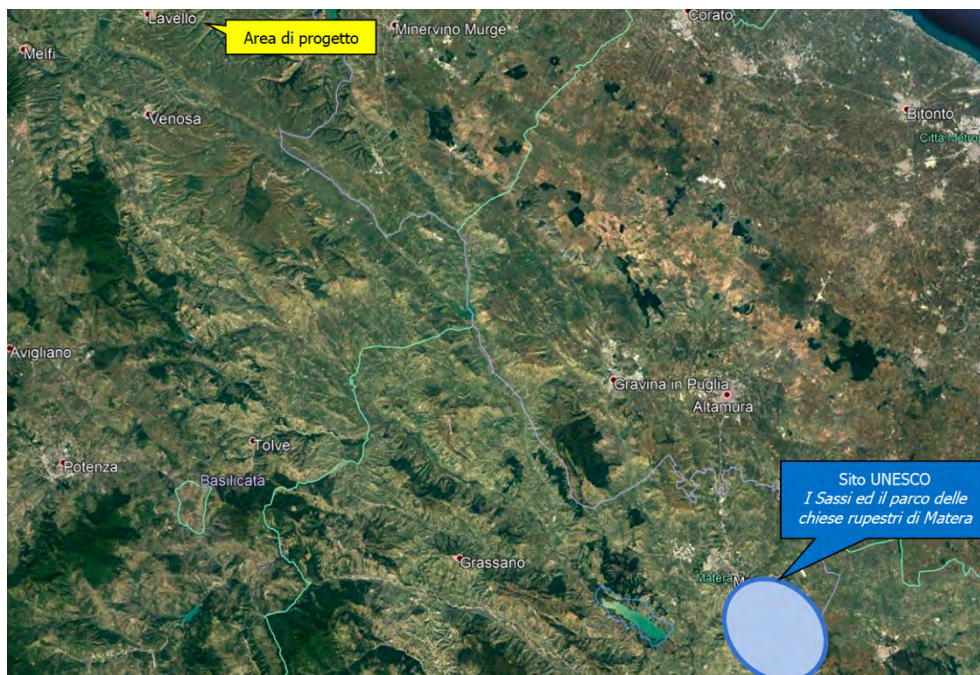 Lavello
Area di progetto
Minervino Murge
Corato
Melfi
Venosa
Bitonto
Città Metro
Avigliano
Gravina in Puglia
Altamura
Tolve
Potenza
Basilicata
Sito UNESCO
I Sassi ed il parco delle
chiese rupestri di Matera
Grassano
Matera